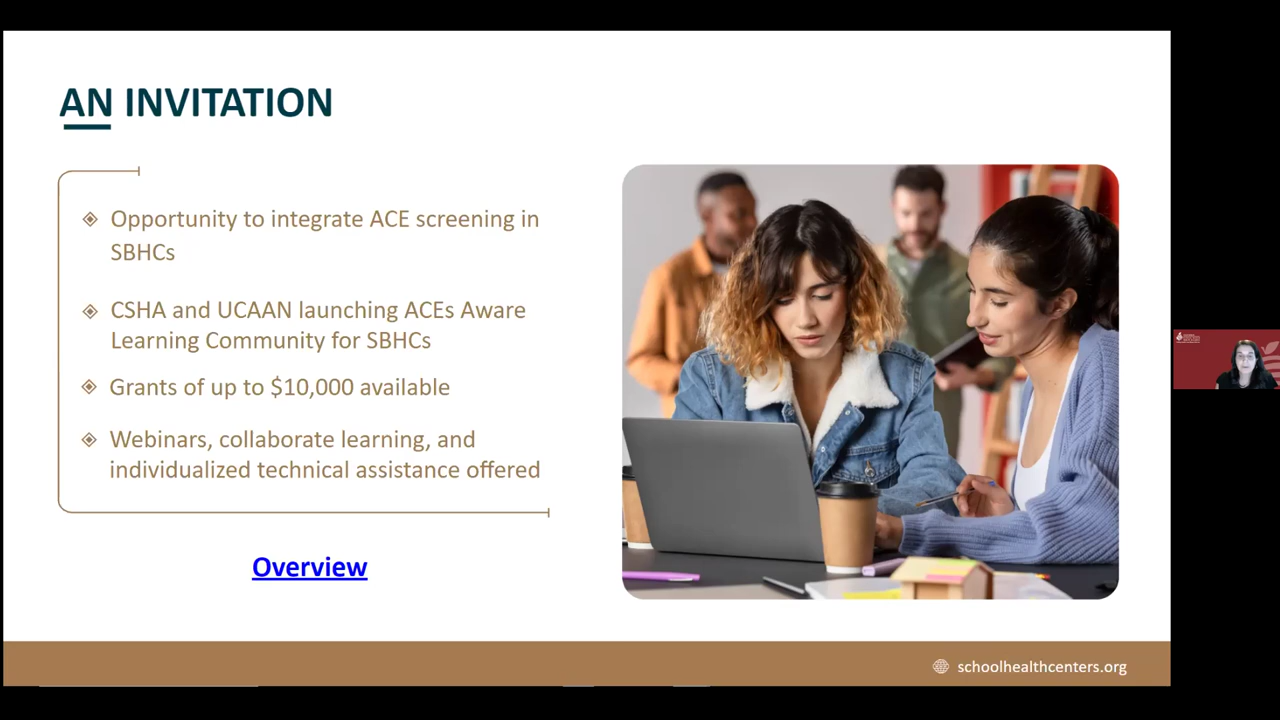 AN INVITATION
Opportunity to integrate ACE screening in
SBHCs
CSHA and UCAAN launching ACEs Aware
Learning Community for SBHCs
Grants of up to $10,000 available
Webinars, collaborate learning, and
individualized technical assistance offered
Overview
schoolhealthcenters.org